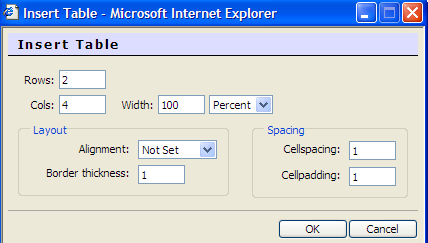 Insert Table - Microsoft Internet Explorer
Insert Table
Rows: 2
Cols: 4 Width: 100 Percent
Layout Spacing
Alignment: Not Set Cellspacing: 1
Border thickness: 1 Cellpadding: 1
OK Cancel